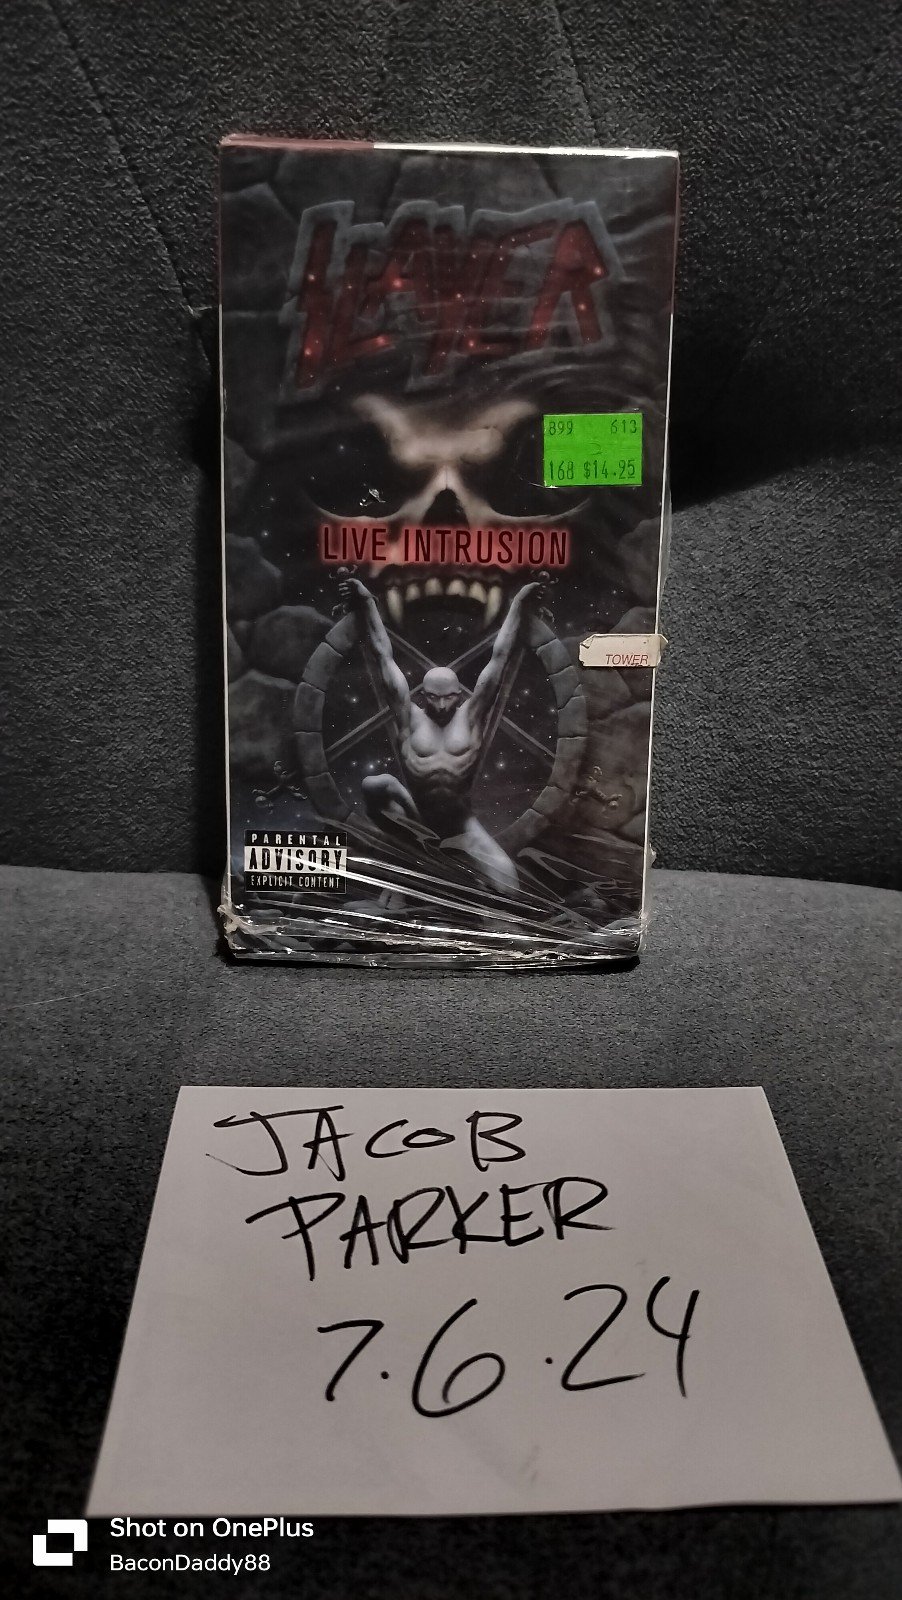 SLAYER
899 613
168 $14.95
LIVE INTRUSION
TOWER
PARENTAL
ADVISORY
EXPLICIT CONTENT
JACOB
PARKER
7.6.24
Shot on OnePlus
BaconDaddy88